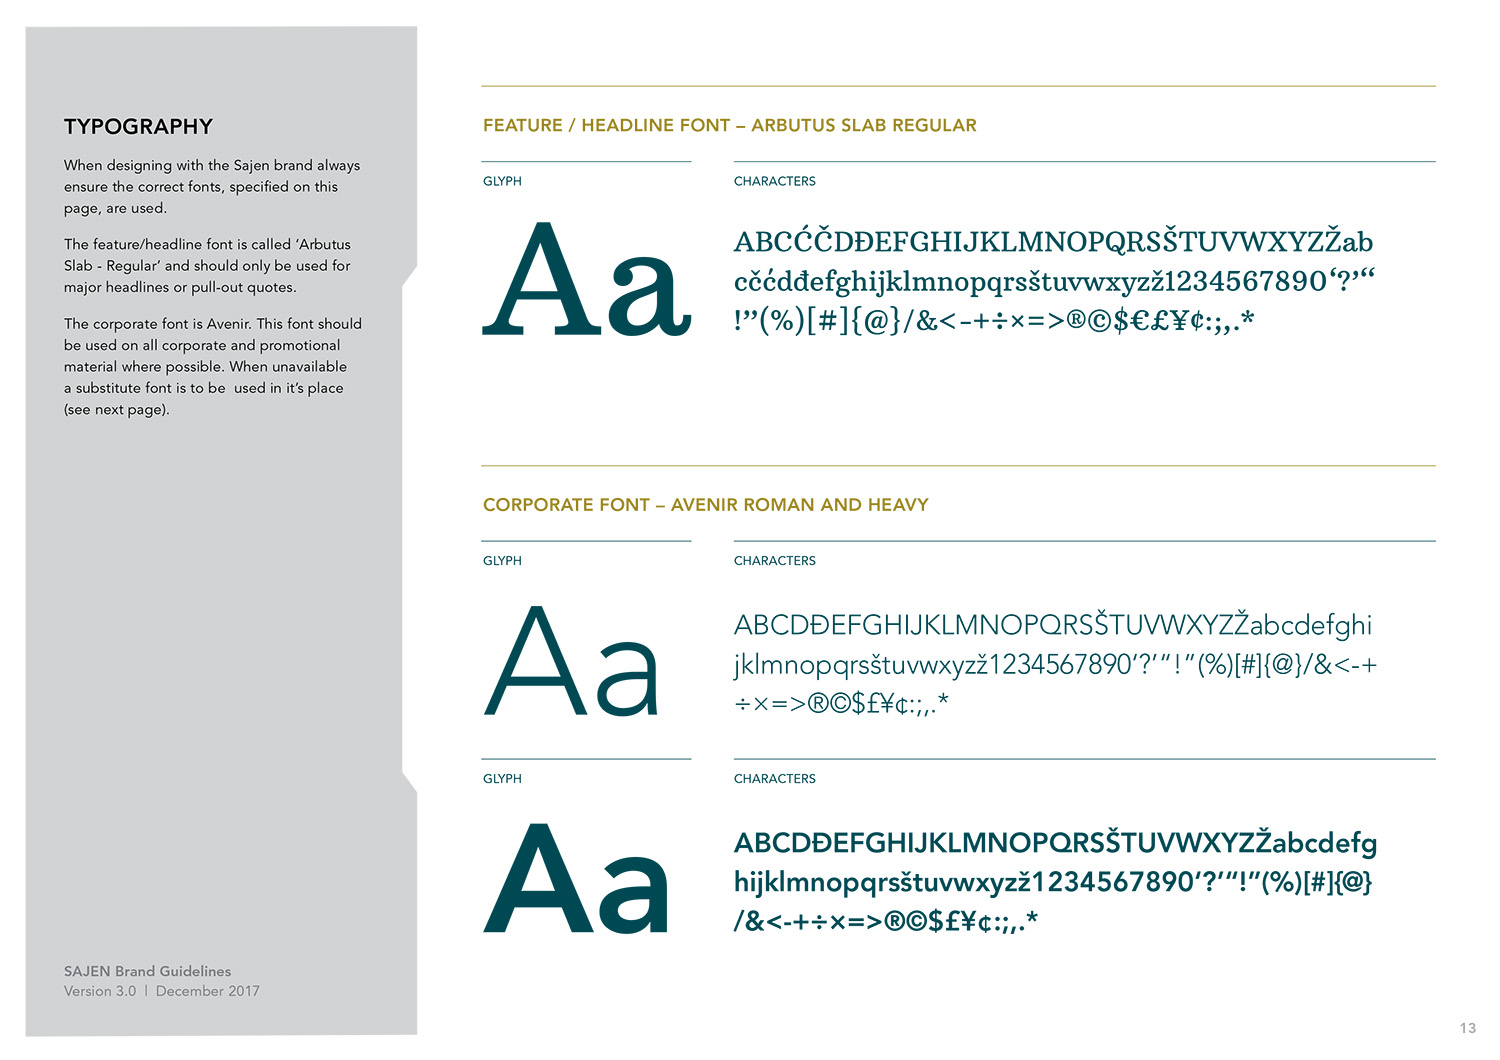 TYPOGRAPHY
When designing with the Sajen brand always
ensure the correct fonts, specified on this
page, are used.
The feature/headline font is called ‘Arbutus
Slab - Regular’ and should only be used for
major headlines or pull-out quotes.
The corporate font is Avenir. This font should
be used on all corporate and promotional
material where possible. When unavailable
a substitute font is to be  used in it’s place
(see next page).
SAJEN Brand Guidelines
Version 3.0 | December 2017
FEATURE / HEADLINE FONT – ARBUTUS SLAB REGULAR
GLYPH
Aa
CHARACTERS
ABCĆČDĐEFGHIJKLMNOPQRSŠTUVWXYZŽab
cčćdđefghijklmnopqrsštuvwxyzž1234567890‘?’“
!”(%)[#]{@}/&<-+÷×=>®©$€£¥¢:;,.*
CORPORATE FONT – AVENIR ROMAN AND HEAVY
GLYPH
Aa
CHARACTERS
ABCDĐEFGHIJKLMNOPQRSŠTUVWXYZŽabcdefghi
jklmnopqrsštuvwxyzž1234567890‘?’“!”(%)[#]{@}/&<-+
÷×=>®©$£¥¢:;,.*
GLYPH
Aa
CHARACTERS
ABCDĐEFGHIJKLMNOPQRSŠTUVWXYZŽabcdefg
hijklmnopqrsštuvwxyzž1234567890‘?’“!”(%)[#]{@}
/&<-+÷×=>®©$£¥¢:;,.*
13